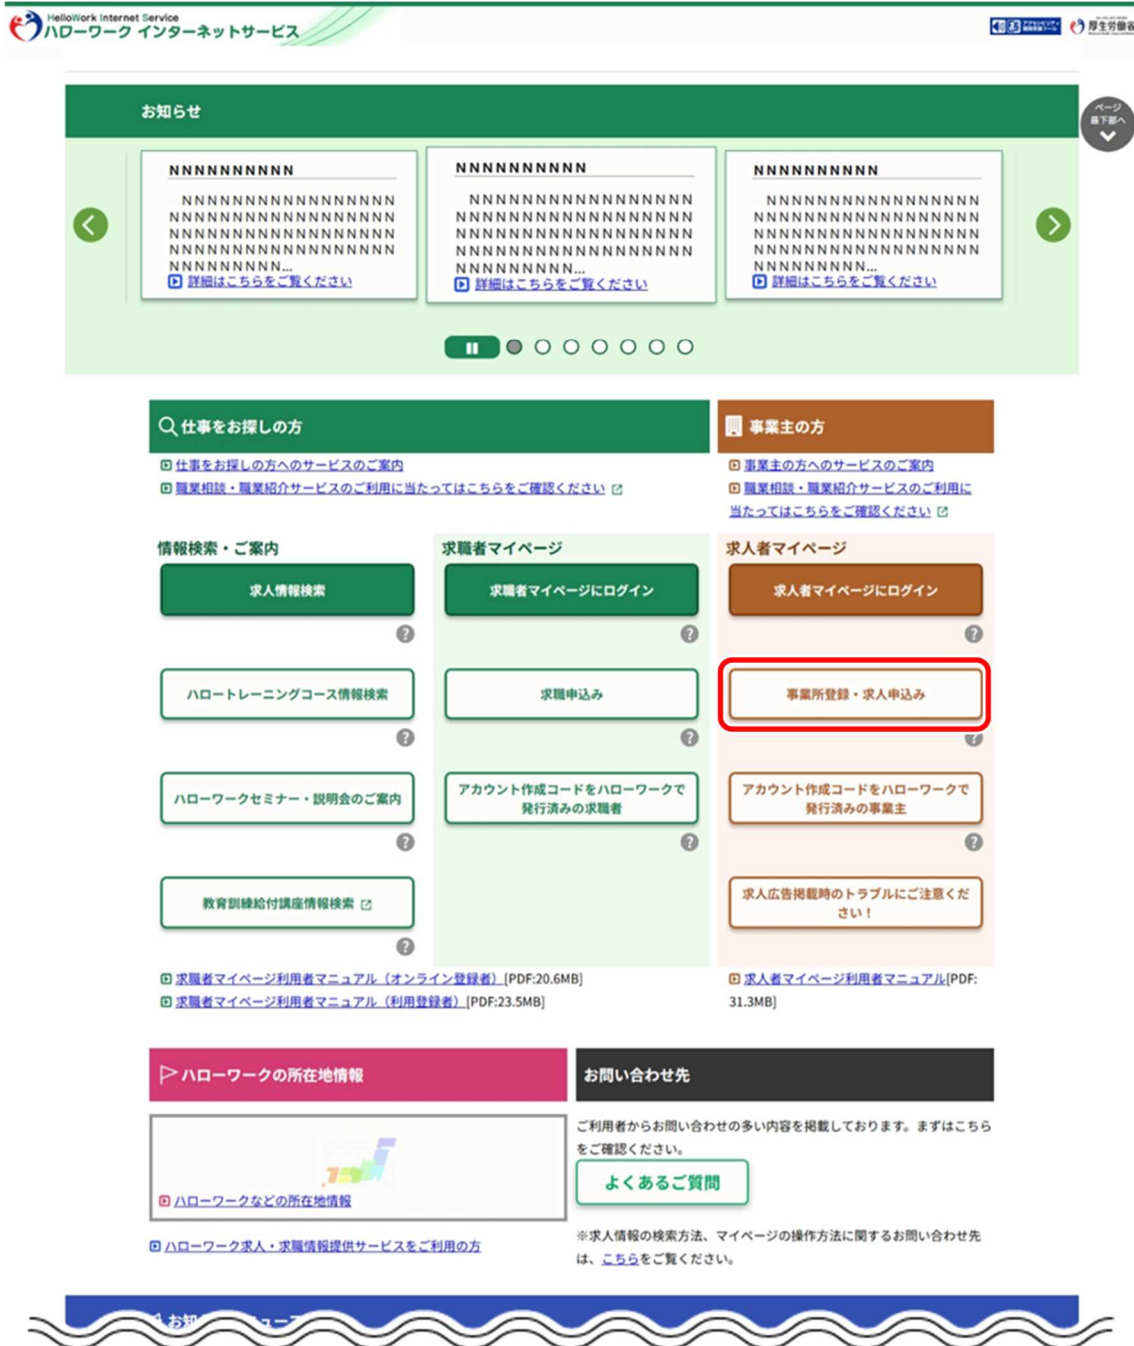 HelloWork Internet Service
ハローワーク インターネットサービス
厚生労働省
お知らせ
ページ
最下部へ
NNNNNNNNNN
NNNNNNNNNNNNNNNNN
NNNNNNNNNNNNNNNNNN
NNNNNNNNNNNNNNNNNN
NNNNNNNNNNNNNNNNNN
NNNNNNNNN...
詳細はこちらをご覧ください
NNNNNNNNNN
NNNNNNNNNNNNNNNNN
NNNNNNNNNNNNNNNNNN
NNNNNNNNNNNNNNNNNN
NNNNNNNNNNNNNNNNNN
NNNNNNNNN...
詳細はこちらをご覧ください
NNNNNNNNNN
NNNNNNNNNNNNNNNNN
NNNNNNNNNNNNNNNNNN
NNNNNNNNNNNNNNNNNN
NNNNNNNNNNNNNNNNNN
NNNNNNNNN...
詳細はこちらをご覧ください
仕事をお探しの方
仕事をお探しの方へのサービスのご案内
職業相談・職業紹介サービスのご利用に当たってはこちらをご確認ください
事業主の方
事業主の方へのサービスのご案内
職業相談・職業紹介サービスのご利用に
当たってはこちらをご確認ください
情報検索・ご案内
求人情報検索
?
ハロートレーニングコース情報検索
?
ハローワークセミナー・説明会のご案内
?
教育訓練給付講座情報検索
?
求職者マイページ
求職者マイページにログイン
?
求職申込み
?
アカウント作成コードをハローワークで
発行済みの求職者
?
求人者マイページ
求人者マイページにログイン
?
事業所登録・求人申込み
?
アカウント作成コードをハローワークで
発行済みの事業主
?
求人広告掲載時のトラブルにご注意くだ
さい！
求職者マイページ利用者マニュアル（オンライン登録者）[PDF:20.6MB]
求職者マイページ利用者マニュアル（利用登録者）[PDF:23.5MB]
求人者マイページ利用者マニュアル[PDF:
31.3MB]
ハローワークの所在地情報
ハローワークなどの所在地情報
ハローワーク求人・求職情報提供サービスをご利用の方
お問い合わせ先
ご利用者からお問い合わせの多い内容を掲載しております。まずはこちら
をご確認ください。
よくあるご質問
※求人情報の検索方法、マイページの操作方法に関するお問い合わせ先
は、こちらをご覧ください。